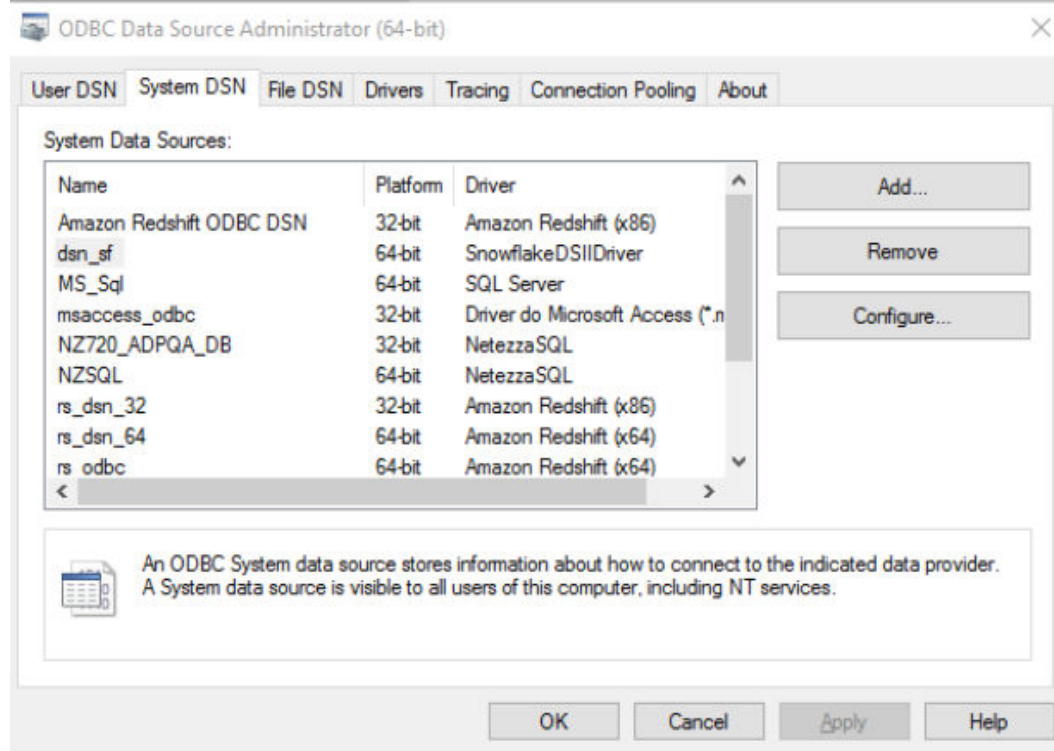 ODBC Data Source Administrator (64-bit)
User DSN System DSN File DSN Drivers Tracing Connection Pooling About
System Data Sources:
Name Platform Driver
Amazon Redshift ODBC DSN 32-bit Amazon Redshift (x86)
dsn_sf 64-bit SnowflakeDSIIDriver
MS_Sql 64-bit SQL Server
msaccess_odbc 32-bit Driver do Microsoft Access (*.m
NZ720_ADPQA_DB 32-bit NetezzaSQL
NZSQL 64-bit NetezzaSQL
rs_dsn_32 32-bit Amazon Redshift (x86)
rs_dsn_64 64-bit Amazon Redshift (x64)
rs_odbc 64-bit Amazon Redshift (x64)
Add...
Remove
Configure...
An ODBC System data source stores information about how to connect to the indicated data provider.
A System data source is visible to all users of this computer, including NT services.
OK Cancel Apply Help